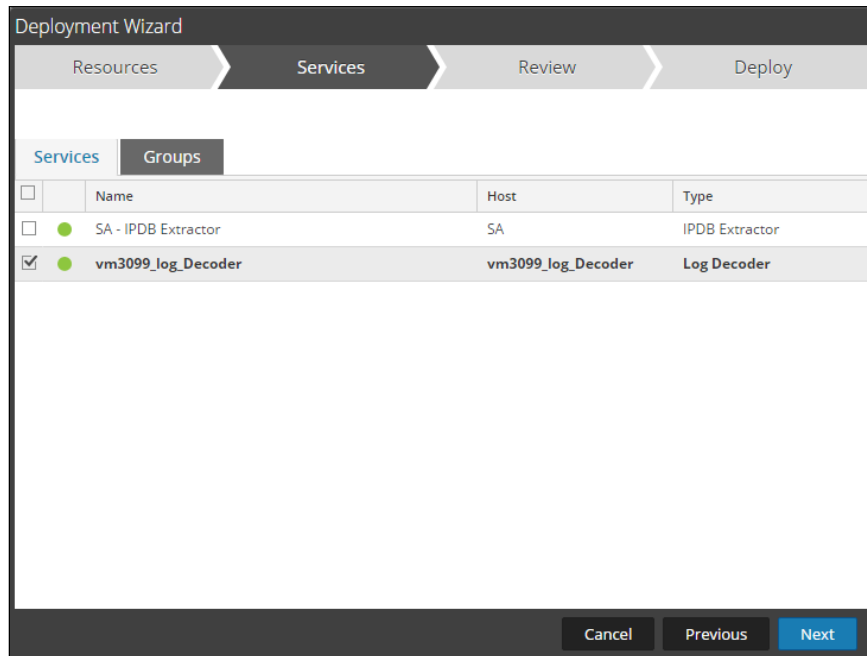 Deployment Wizard
Resources Services Review Deploy
Services Groups
Name Host Type
SA - IPDB Extractor SA IPDB Extractor
vm3099_log_Decoder vm3099_log_Decoder Log Decoder
Cancel Previous Next